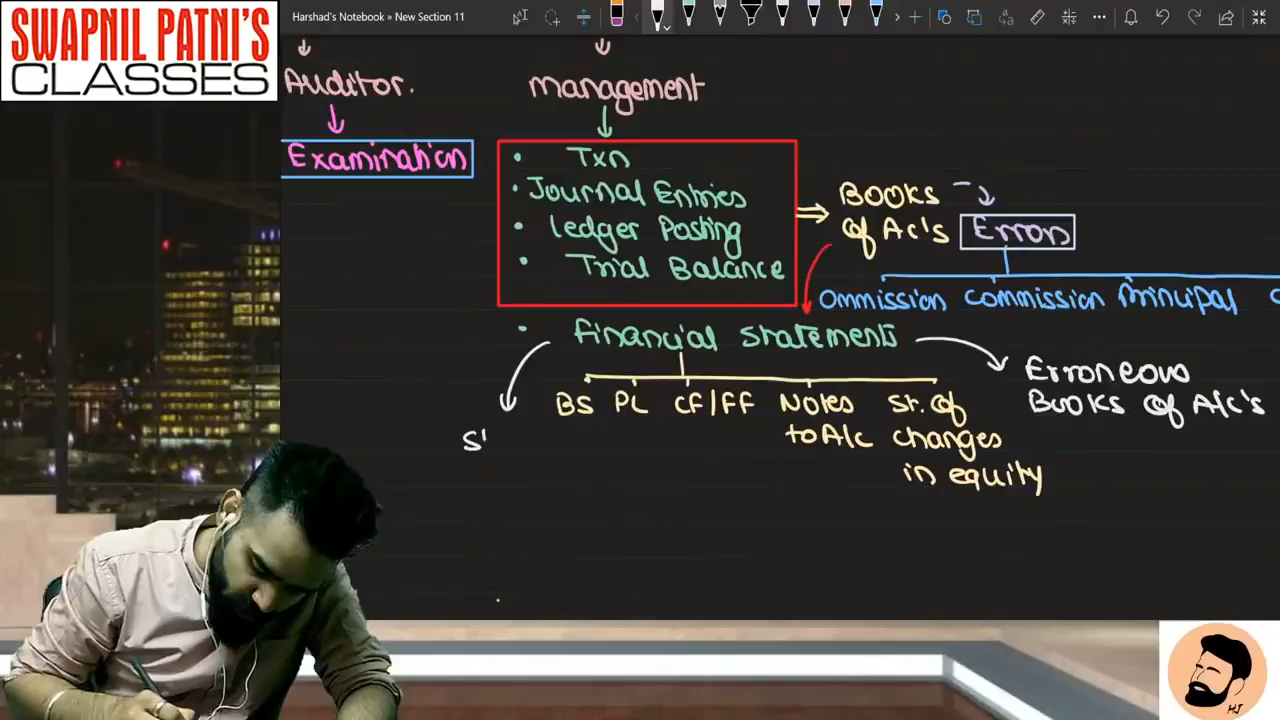 SWAPNIL PATNI'S
CLASSES
Harshad's Notebook » New Section 11
Auditor.
Examination
management
• Txn
• Journal Entries
• Ledger Posting
• Trial Balance
BOOKS
of Ac's
Errors
Ommission Commission Principal
• Financial Statements
BS PL CF/FF Notes to A/c St. of changes in equity
Erroneous
Books of A/c's
HJ